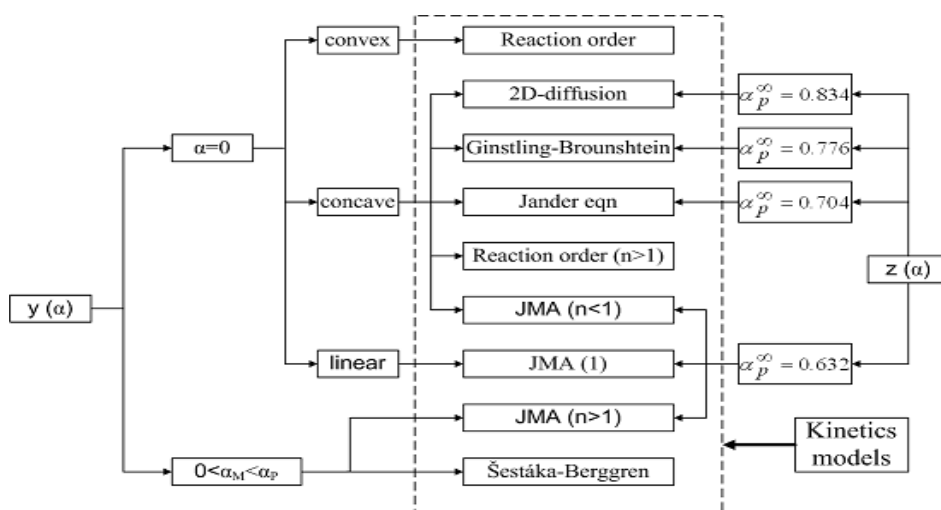 convex
Reaction order
2D-diffusion
α_p^∞ = 0.834
α=0
Ginstling-Brounshtein
α_p^∞ = 0.776
concave
Jander eqn
α_p^∞ = 0.704
Reaction order (n>1)
z (α)
y (α)
JMA (n<1)
linear
JMA (1)
α_p^∞ = 0.632
JMA (n>1)
Kinetics
models
0<α_M<α_P
Šestáka-Berggren